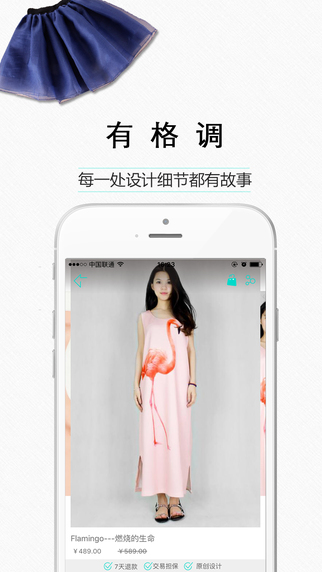 有格调
每一处设计细节都有故事
中国联通
Flamingo---燃烧的生命
￥489.00 ￥589.00
7天退款 交易担保 原创设计